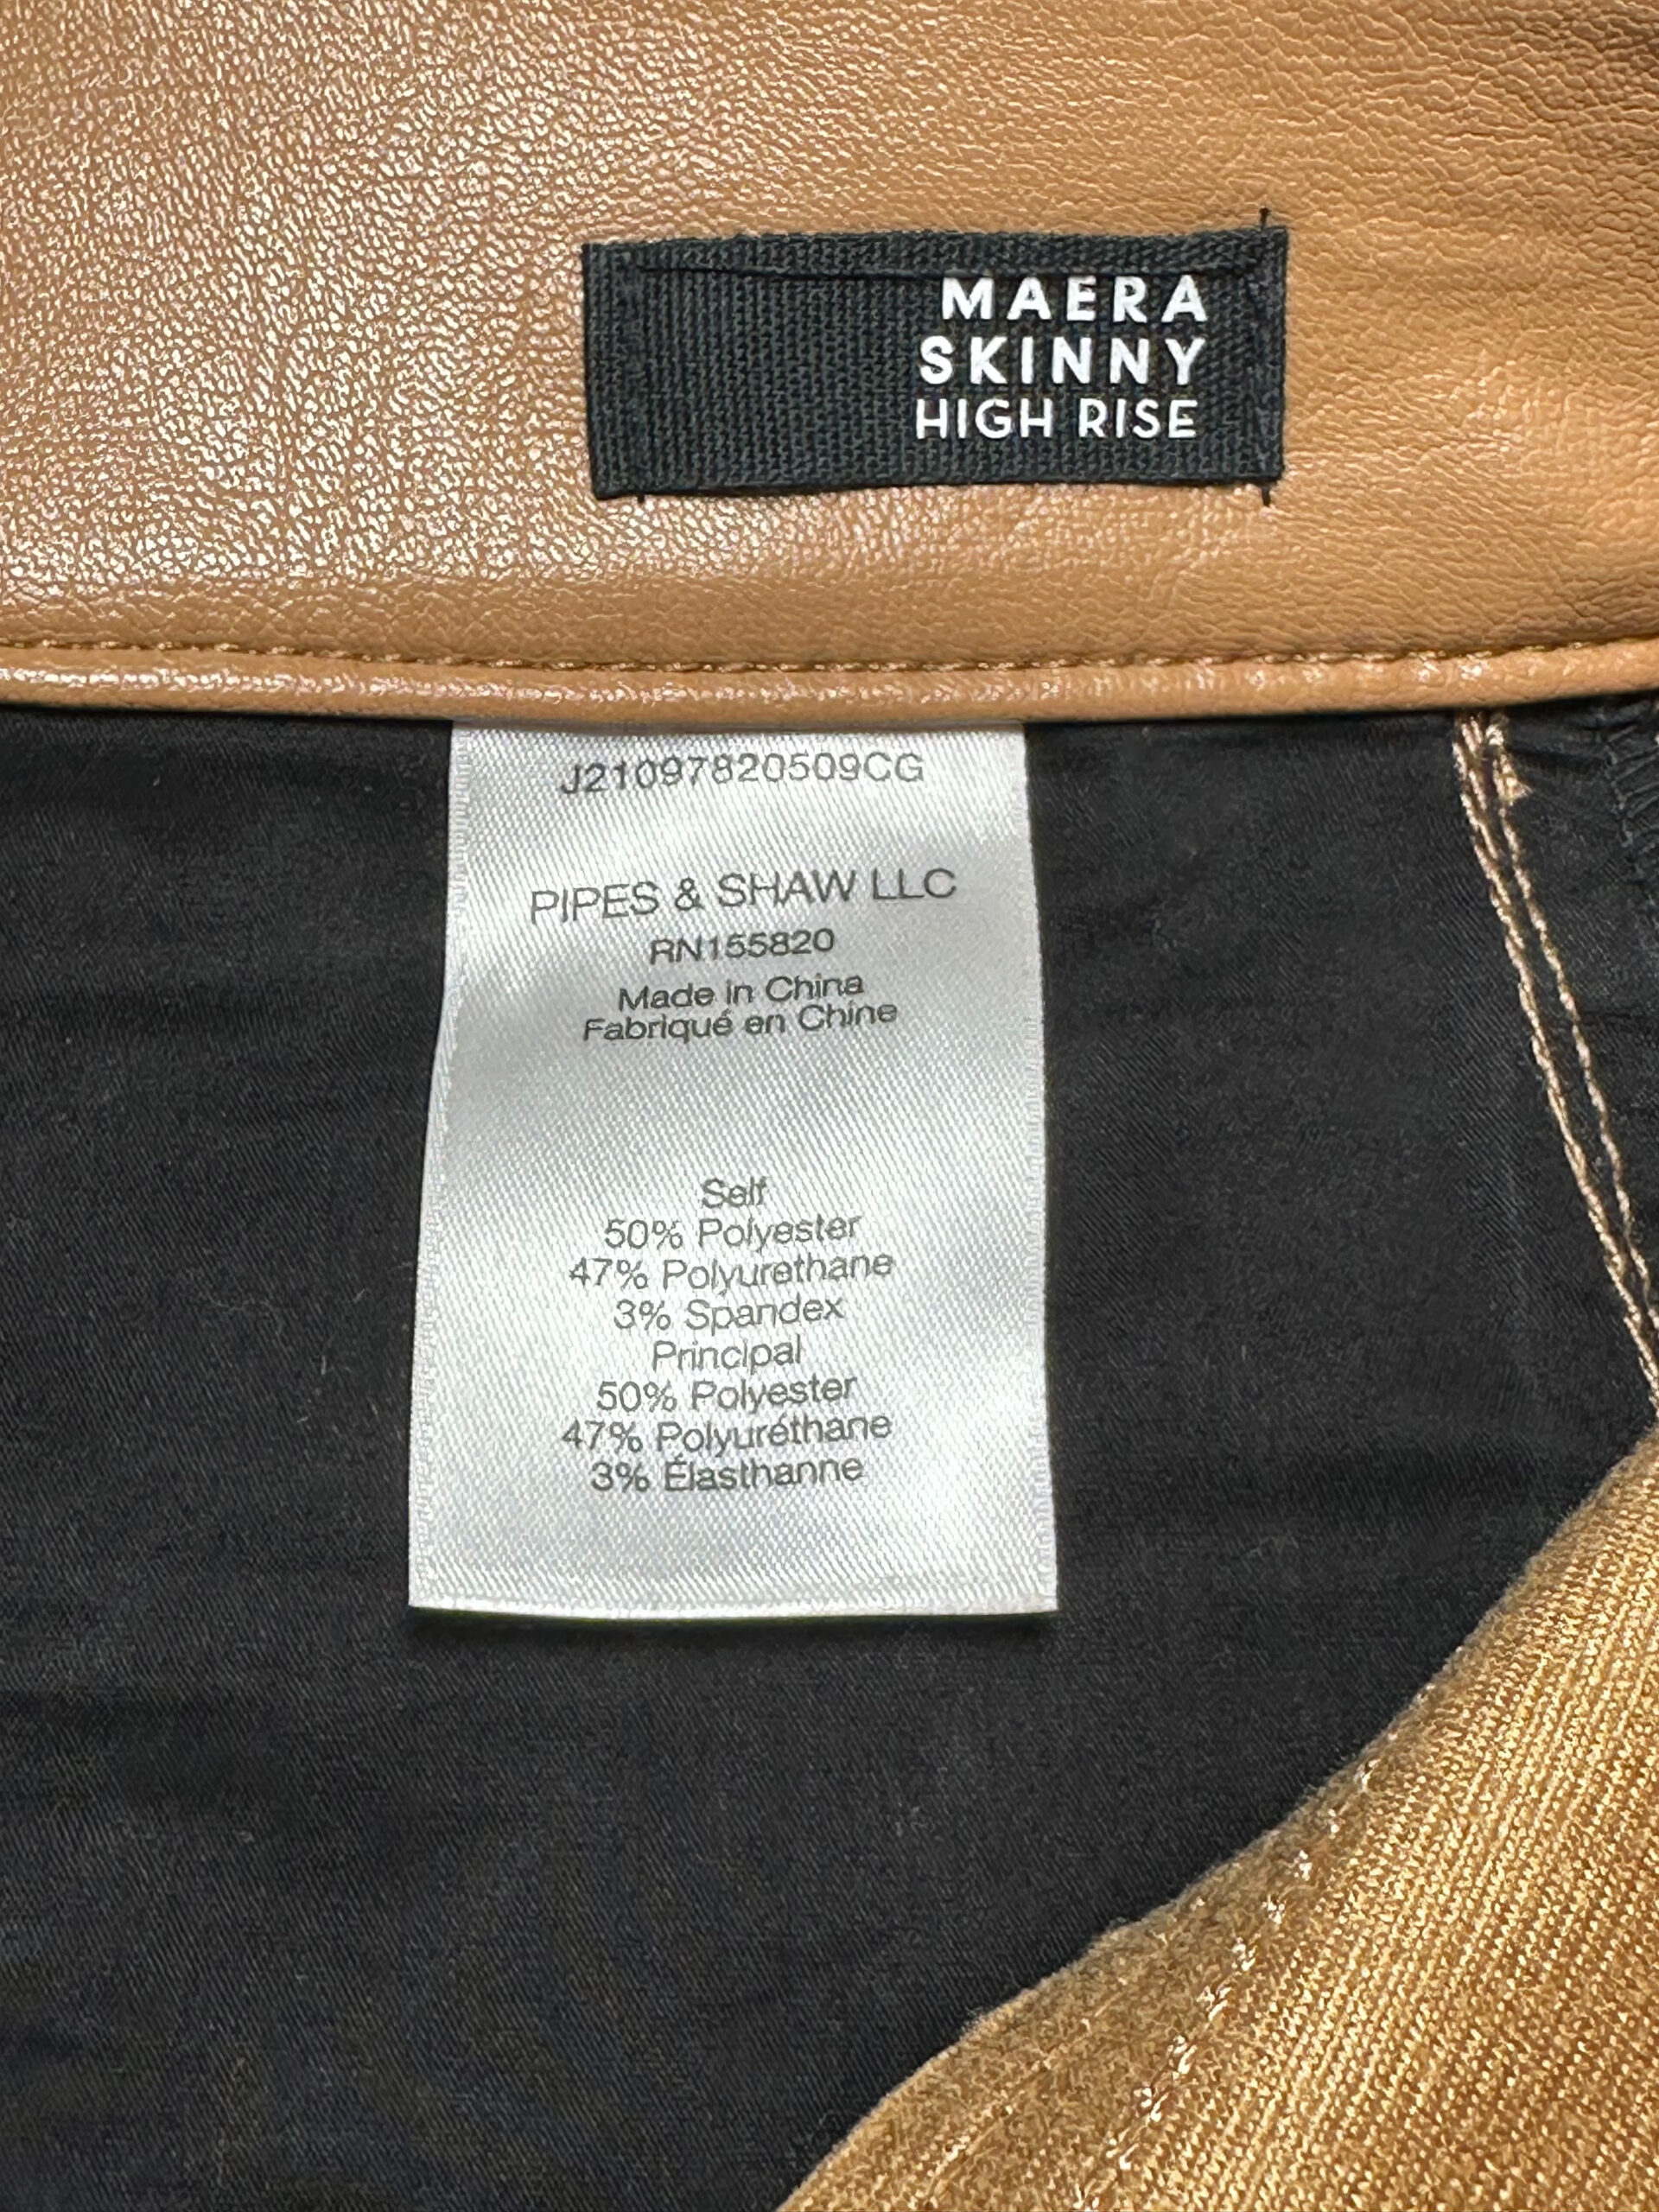 MAERA
SKINNY
HIGH RISE
J21097820509CG
PIPES & SHAW LLC
RN155820
Made in China
Fabriqué en Chine
Self
50% Polyester
47% Polyurethane
3% Spandex
Principal
50% Polyester
47% Polyuréthane
3% Élasthanne